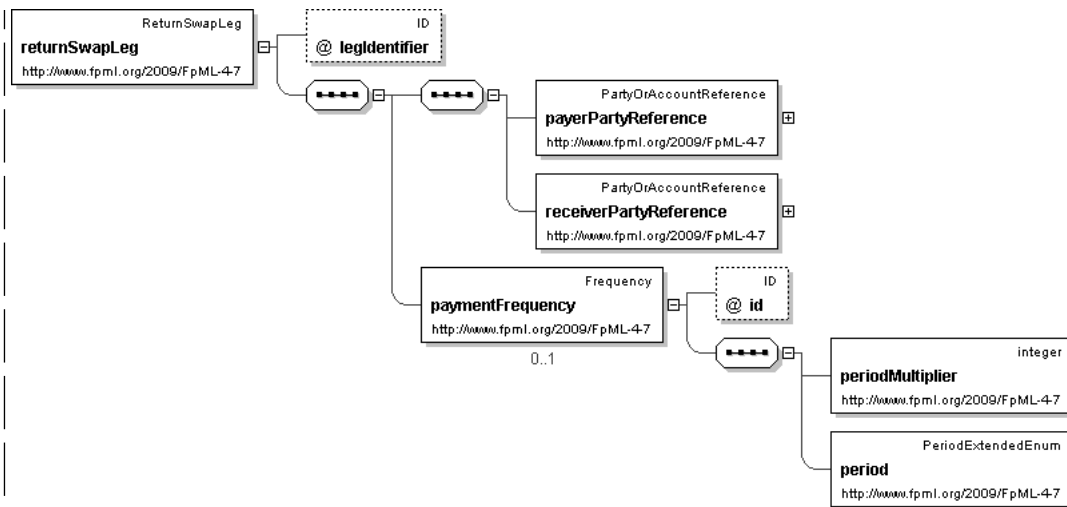 ReturnSwapLeg
returnSwapLeg
http://www.fpml.org/2009/FpML-4-7
ID
@ legIdentifier
PartyOrAccountReference
payerPartyReference
http://www.fpml.org/2009/FpML-4-7
PartyOrAccountReference
receiverPartyReference
http://www.fpml.org/2009/FpML-4-7
Frequency
paymentFrequency
http://www.fpml.org/2009/FpML-4-7
0..1
ID
@ id
integer
periodMultiplier
http://www.fpml.org/2009/FpML-4-7
PeriodExtendedEnum
period
http://www.fpml.org/2009/FpML-4-7